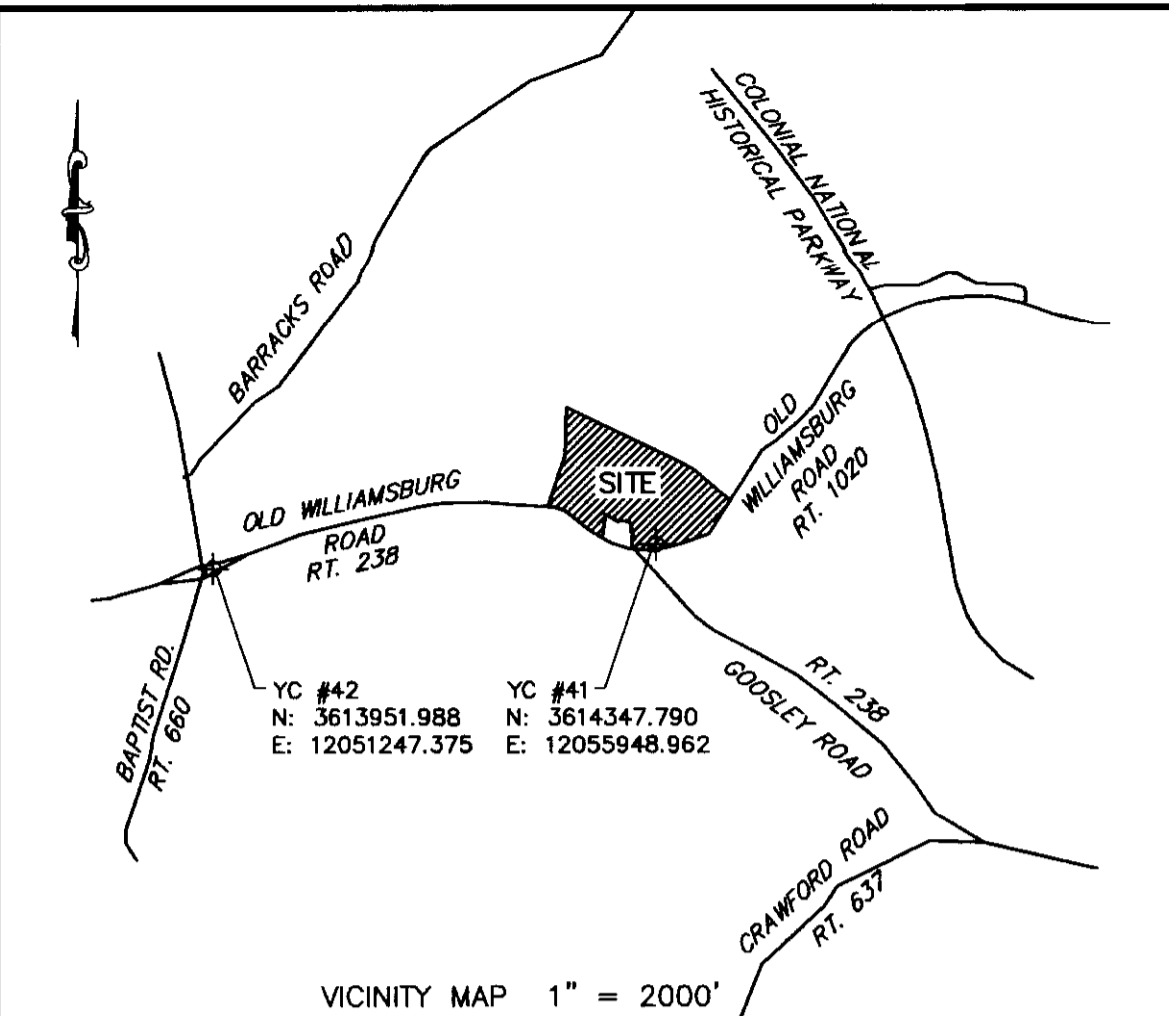 COLONIAL NATIONAL
HISTORICAL PARKWAY
BARRACKS ROAD
OLD
WILLIAMSBURG
ROAD
RT. 1020
SITE
OLD WILLIAMSBURG
ROAD
RT. 238
BAPTIST RD.
RT. 660
YC #42
N: 3613951.988
E: 12051247.375
YC #41
N: 3614347.790
E: 12055948.962
RT. 238
GOOSLEY ROAD
CRAWFORD ROAD
RT. 637
VICINITY MAP 1" = 2000'